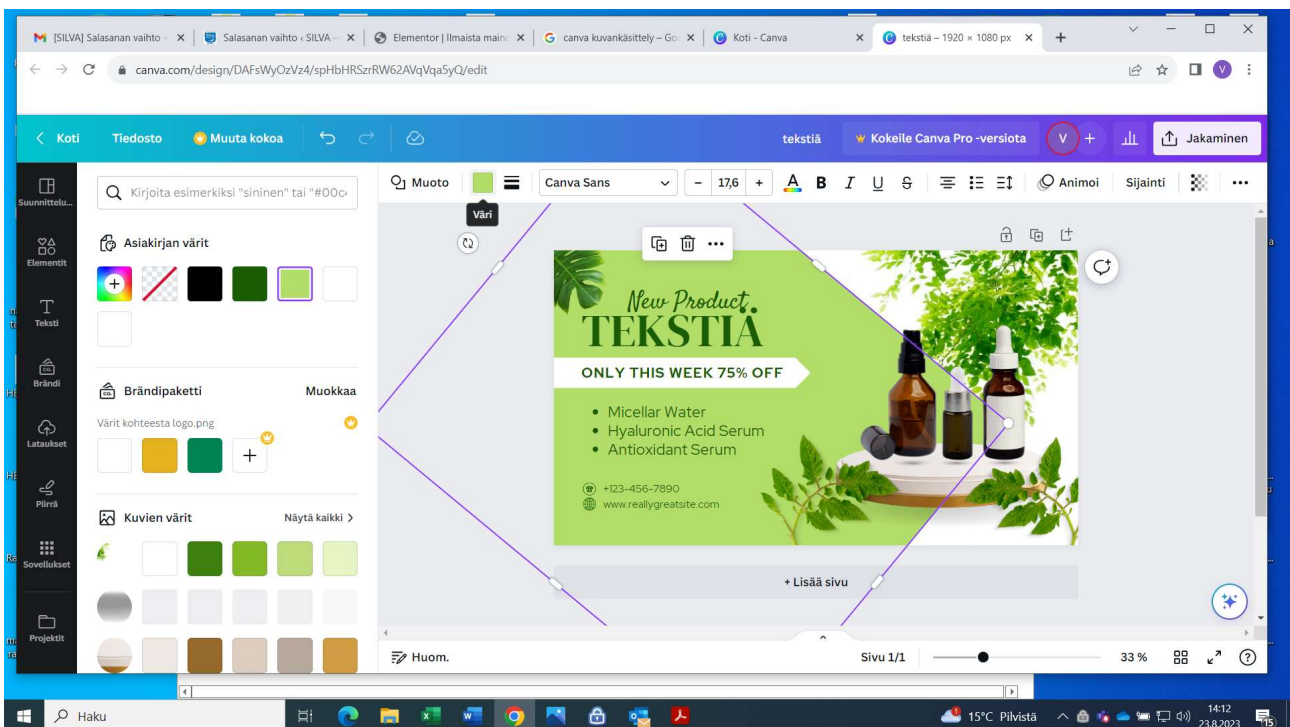 [SILVA] Salasanan vaihto -
Salasanan vaihto ‹ SILVA —
Elementor | Ilmaista maino
canva kuvankäsittely – Go
Koti - Canva
tekstiä – 1920 × 1080 px
canva.com/design/DAFsWyOzVz4/spHbHRSzrRW62AVqVqa5yQ/edit
V
Koti
Tiedosto
Muuta kokoa
tekstiä
Kokeile Canva Pro -versiota
V
+
Jakaminen
Suunnittelu...
Elementit
Teksti
Brändi
Lataukset
Piirrä
Sovellukset
Projektit
Kirjoita esimerkiksi "sininen" tai "#00c
Asiakirjan värit
Brändipaketti
Muokkaa
Värit kohteesta logo.png
Kuvien värit
Näytä kaikki
Muoto
Väri
Canva Sans
– 17,6 +
A B I U S
Animoi
Sijainti
New Product
TEKSTIÄ
ONLY THIS WEEK 75% OFF
• Micellar Water
• Hyaluronic Acid Serum
• Antioxidant Serum
+123-456-7890
www.reallygreatsite.com
+ Lisää sivu
Huom.
Sivu 1/1
33 %
Haku
15°C Pilvistä
14:12
23.8.2023